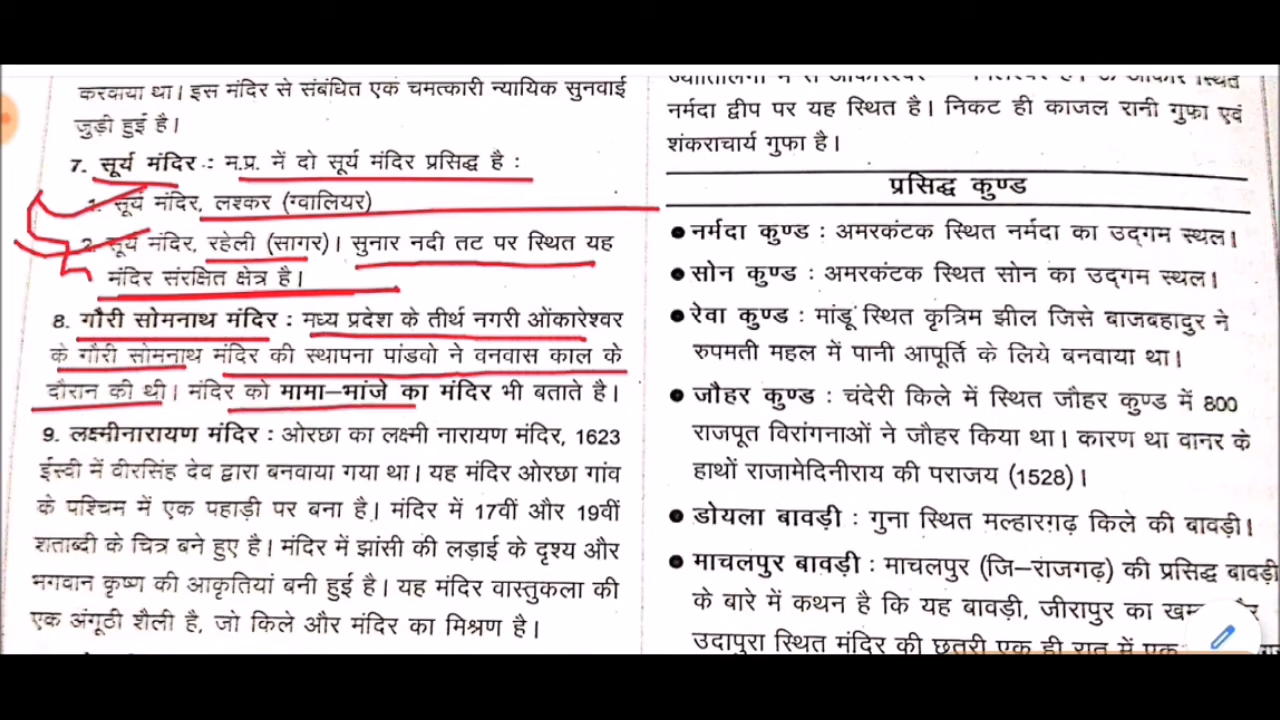 करवाया था। इस मंदिर से संबंधित एक चमत्कारी न्यायिक सुनवाई
जुड़ी हुई है।
7. सूर्य मंदिर : म.प्र. में दो सूर्य मंदिर प्रसिद्ध है :
1. सूर्य मंदिर, लश्कर (ग्वालियर)
2. सूर्य मंदिर, रहेली (सागर)। सुनार नदी तट पर स्थित यह
मंदिर संरक्षित क्षेत्र है।
8. गौरी सोमनाथ मंदिर : मध्य प्रदेश के तीर्थ नगरी ओंकारेश्वर
के गौरी सोमनाथ मंदिर की स्थापना पांडवो ने वनवास काल के
दौरान की थी। मंदिर को मामा–भांजे का मंदिर भी बताते है।
9. लक्ष्मीनारायण मंदिर : ओरछा का लक्ष्मी नारायण मंदिर, 1623
ईस्वी में वीरसिंह देव द्वारा बनवाया गया था। यह मंदिर ओरछा गांव
के पश्चिम में एक पहाड़ी पर बना है। मंदिर में 17वीं और 19वीं
शताब्दी के चित्र बने हुए है। मंदिर में झांसी की लड़ाई के दृश्य और
भगवान कृष्ण की आकृतियां बनी हुई है। यह मंदिर वास्तुकला की
एक अंगूठी शैली है, जो किले और मंदिर का मिश्रण है।
स्थित
नर्मदा द्वीप पर यह स्थित है। निकट ही काजल रानी गुफा एवं
शंकराचार्य गुफा है।
प्रसिद्ध कुण्ड
● नर्मदा कुण्ड : अमरकंटक स्थित नर्मदा का उद्गम स्थल।
● सोन कुण्ड : अमरकंटक स्थित सोन का उद्गम स्थल।
● रेवा कुण्ड : मांडू स्थित कृत्रिम झील जिसे बाजबहादुर ने
रुपमती महल में पानी आपूर्ति के लिये बनवाया था।
● जौहर कुण्ड : चंदेरी किले में स्थित जौहर कुण्ड में 800
राजपूत विरांगनाओं ने जौहर किया था। कारण था वानर के
हाथों राजामेदिनीराय की पराजय (1528)।
● डोयला बावड़ी : गुना स्थित मल्हारग़ढ़ किले की बावड़ी।
● माचलपुर बावड़ी : माचलपुर (जि–राजगढ़) की प्रसिद्ध बावड़ी
के बारे में कथन है कि यह बावड़ी, जीरापुर का
उदापुरा स्थित मंदिर की छतरी एक ही रात में एक